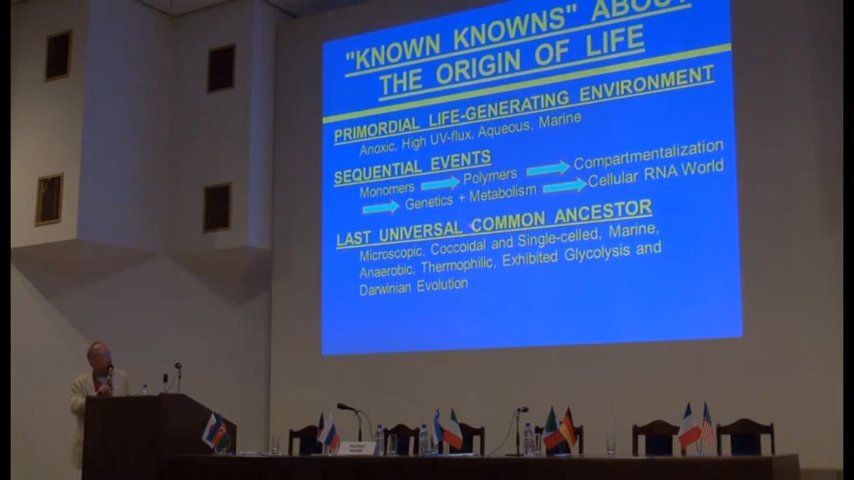 "KNOWN KNOWNS" ABOUT
THE ORIGIN OF LIFE
PRIMORDIAL LIFE-GENERATING ENVIRONMENT
Anoxic, High UV-flux, Aqueous, Marine
SEQUENTIAL EVENTS
Monomers Polymers Compartmentalization
Genetics + Metabolism Cellular RNA World
LAST UNIVERSAL COMMON ANCESTOR
Microscopic, Coccoidal and Single-celled, Marine,
Anaerobic, Thermophilic, Exhibited Glycolysis and
Darwinian Evolution